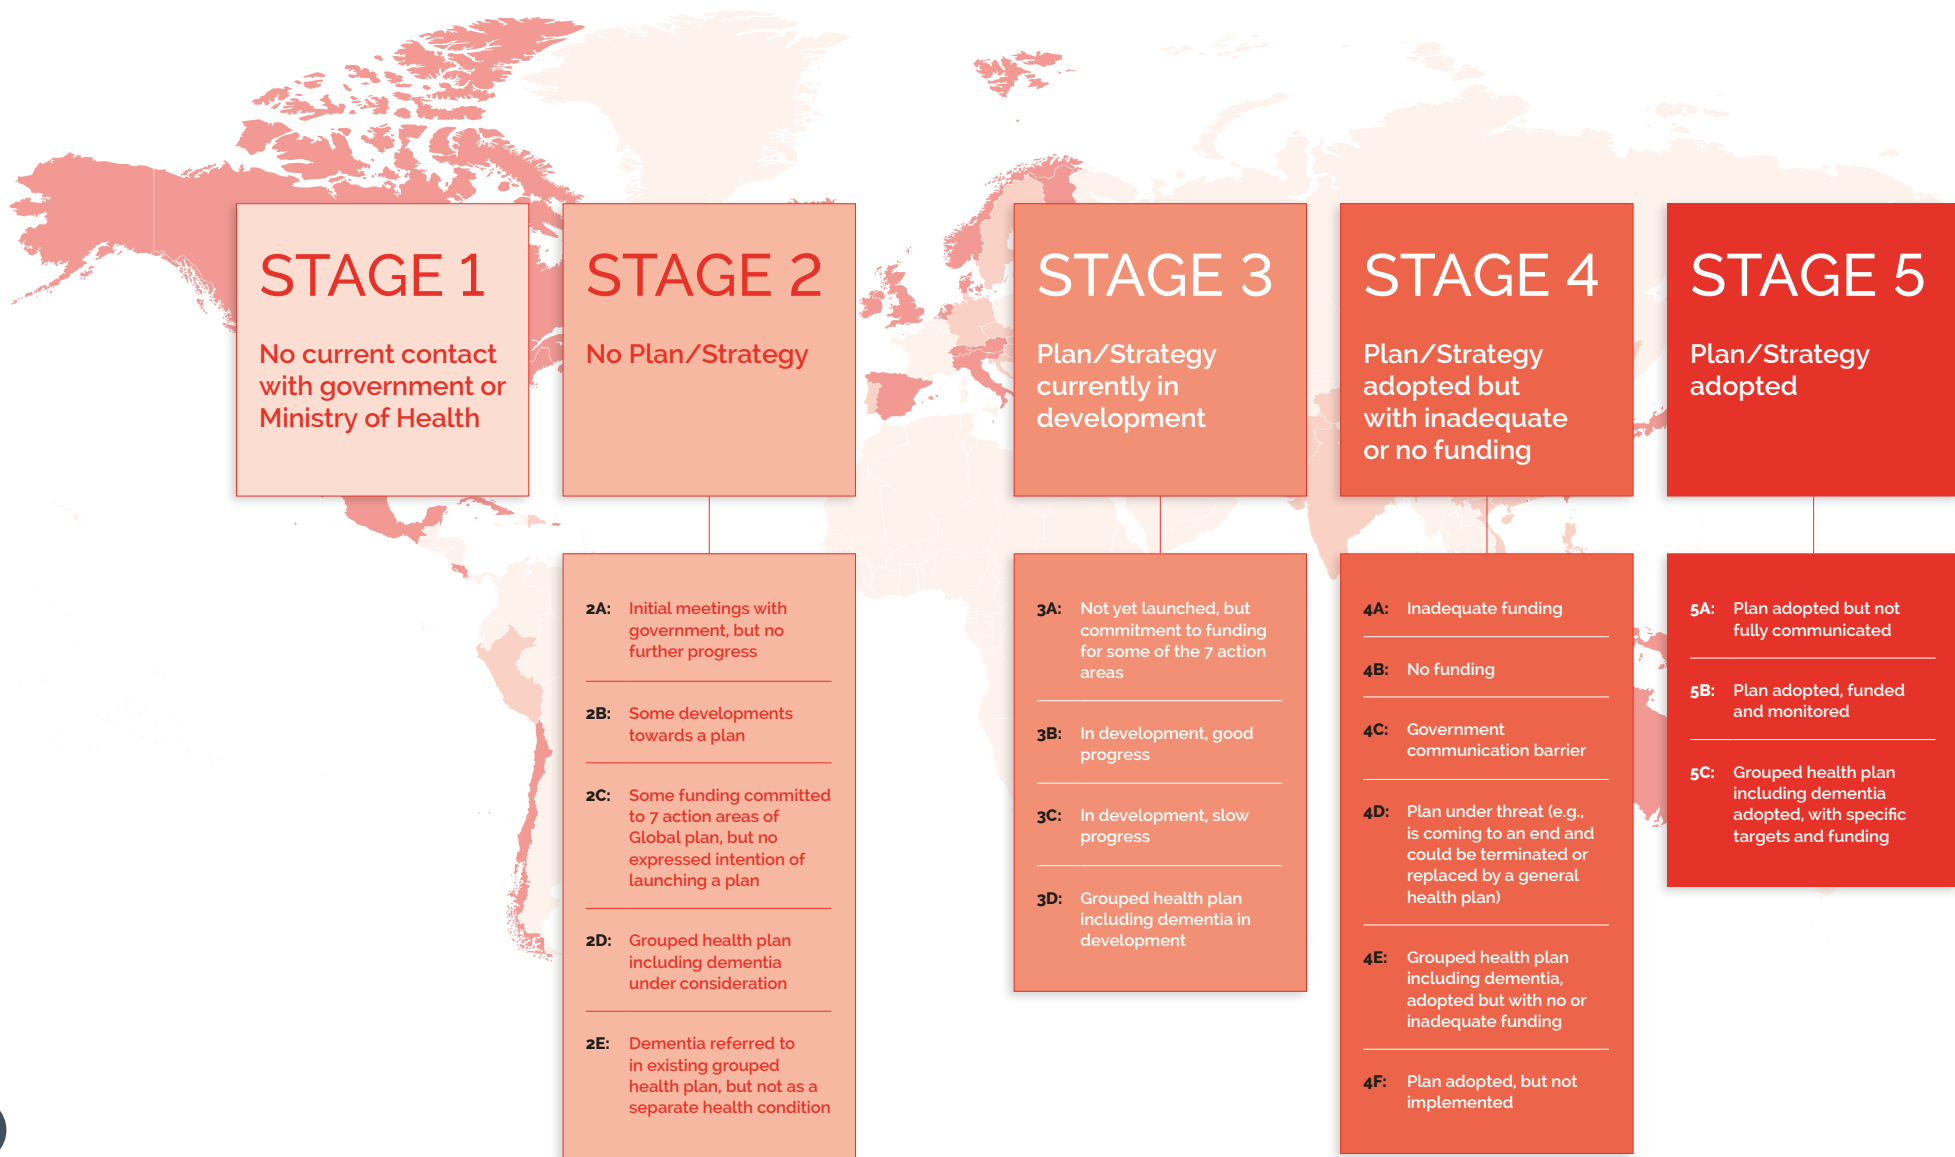 STAGE 1
No current contact
with government or
Ministry of Health
STAGE 2
No Plan/Strategy
2A: Initial meetings with
government, but no
further progress
2B: Some developments
towards a plan
2C: Some funding committed
to 7 action areas of
Global plan, but no
expressed intention of
launching a plan
2D: Grouped health plan
including dementia
under consideration
2E: Dementia referred to
in existing grouped
health plan, but not as a
separate health condition
STAGE 3
Plan/Strategy
currently in
development
3A: Not yet launched, but
commitment to funding
for some of the 7 action
areas
3B: In development, good
progress
3C: In development, slow
progress
3D: Grouped health plan
including dementia in
development
STAGE 4
Plan/Strategy
adopted but
with inadequate
or no funding
4A: Inadequate funding
4B: No funding
4C: Government
communication barrier
4D: Plan under threat (e.g.,
is coming to an end and
could be terminated or
replaced by a general
health plan)
4E: Grouped health plan
including dementia,
adopted but with no or
inadequate funding
4F: Plan adopted, but not
implemented
STAGE 5
Plan/Strategy
adopted
5A: Plan adopted but not
fully communicated
5B: Plan adopted, funded
and monitored
5C: Grouped health plan
including dementia
adopted, with specific
targets and funding